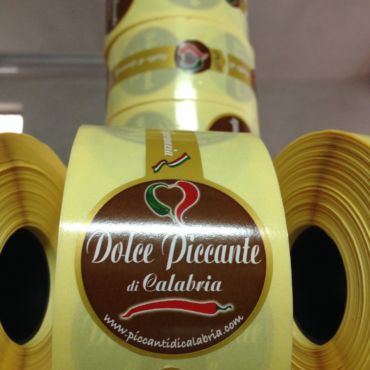 Dolce Piccante
di Calabria
www.piccantidicalabria.com